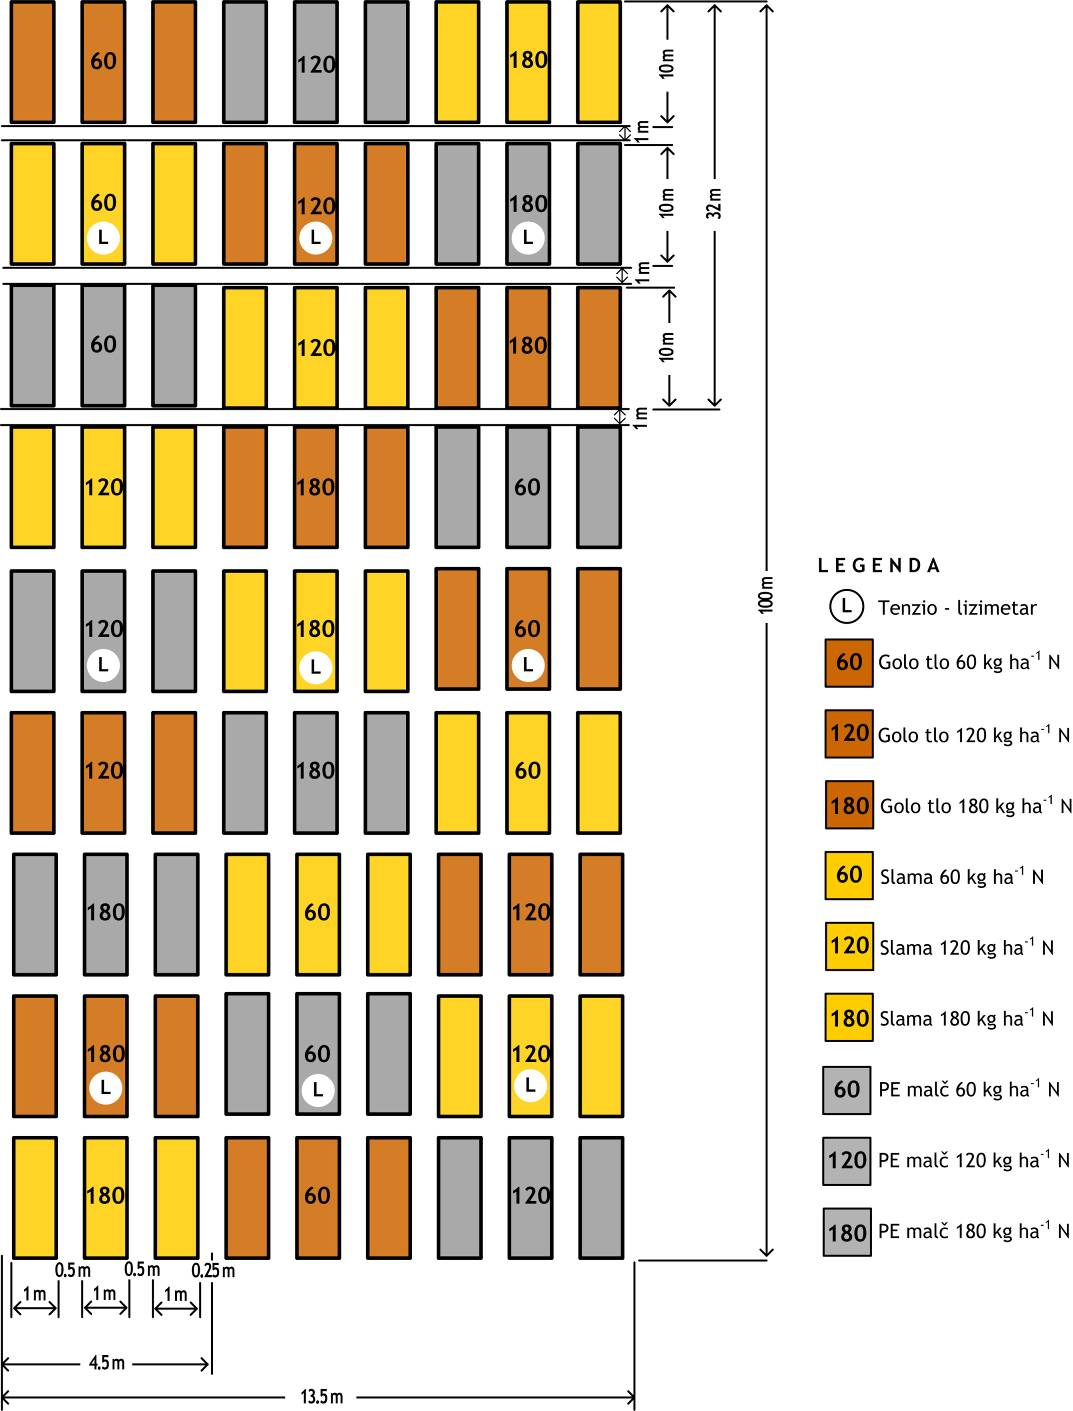 60 120 180 10m
1m
60 120 180 10m 32m
L L L
1m
60 120 180 10m
1m
120 180 60
100m
LEGENDA
L Tenzio - lizimetar
120 180 60
L L L
60 Golo tlo 60 kg ha⁻¹ N
120 Golo tlo 120 kg ha⁻¹ N
120 180 60
180 Golo tlo 180 kg ha⁻¹ N
60 Slama 60 kg ha⁻¹ N
180 60 120
120 Slama 120 kg ha⁻¹ N
180 Slama 180 kg ha⁻¹ N
180 60 120
L L L
60 PE malč 60 kg ha⁻¹ N
120 PE malč 120 kg ha⁻¹ N
180 60 120
180 PE malč 180 kg ha⁻¹ N
0.5m 0.5m 0.25m
1m 1m 1m
4.5m
13.5m